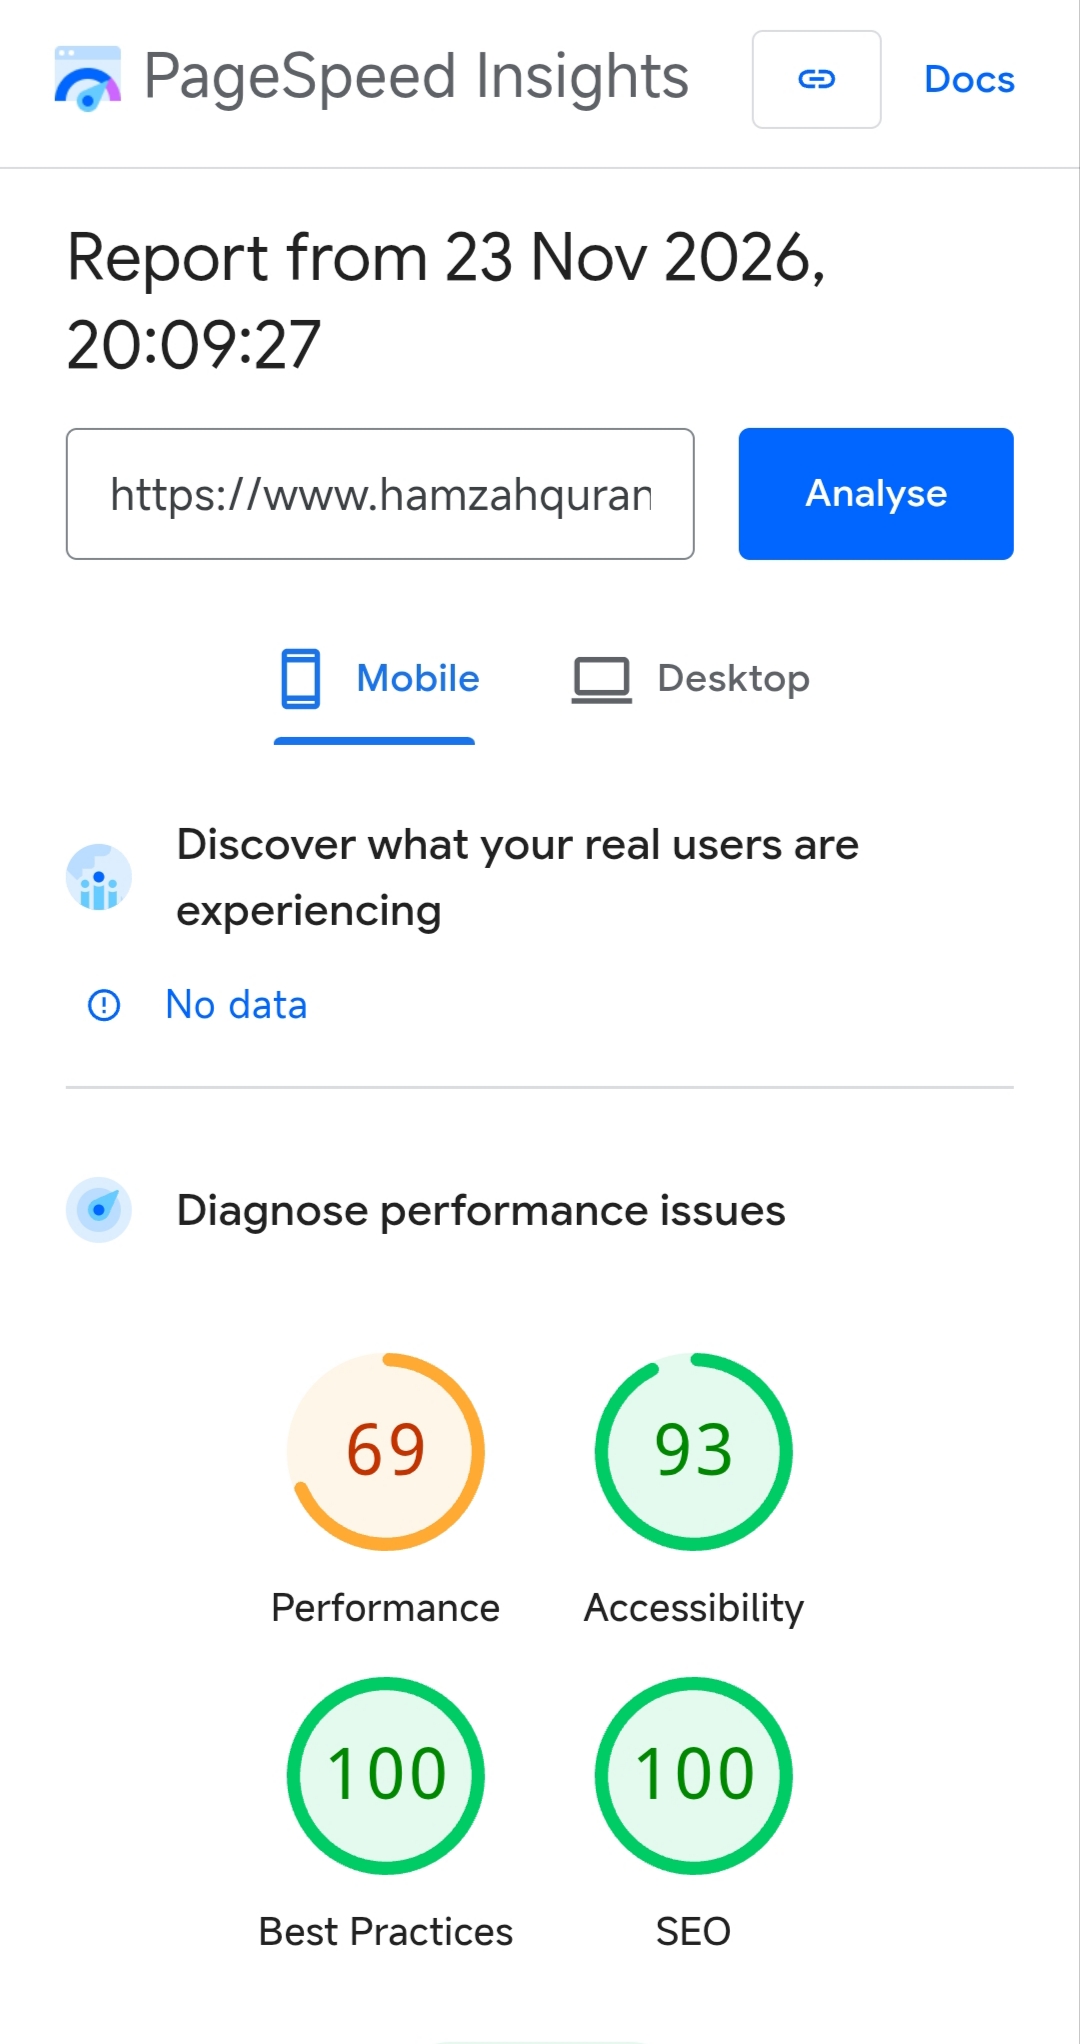 PageSpeed Insights
Docs
Report from 23 Nov 2026,
20:09:27
https://www.hamzahquran
Analyse
Mobile
Desktop
Discover what your real users are
experiencing
No data
Diagnose performance issues
69
93
Performance
Accessibility
100
100
Best Practices
SEO